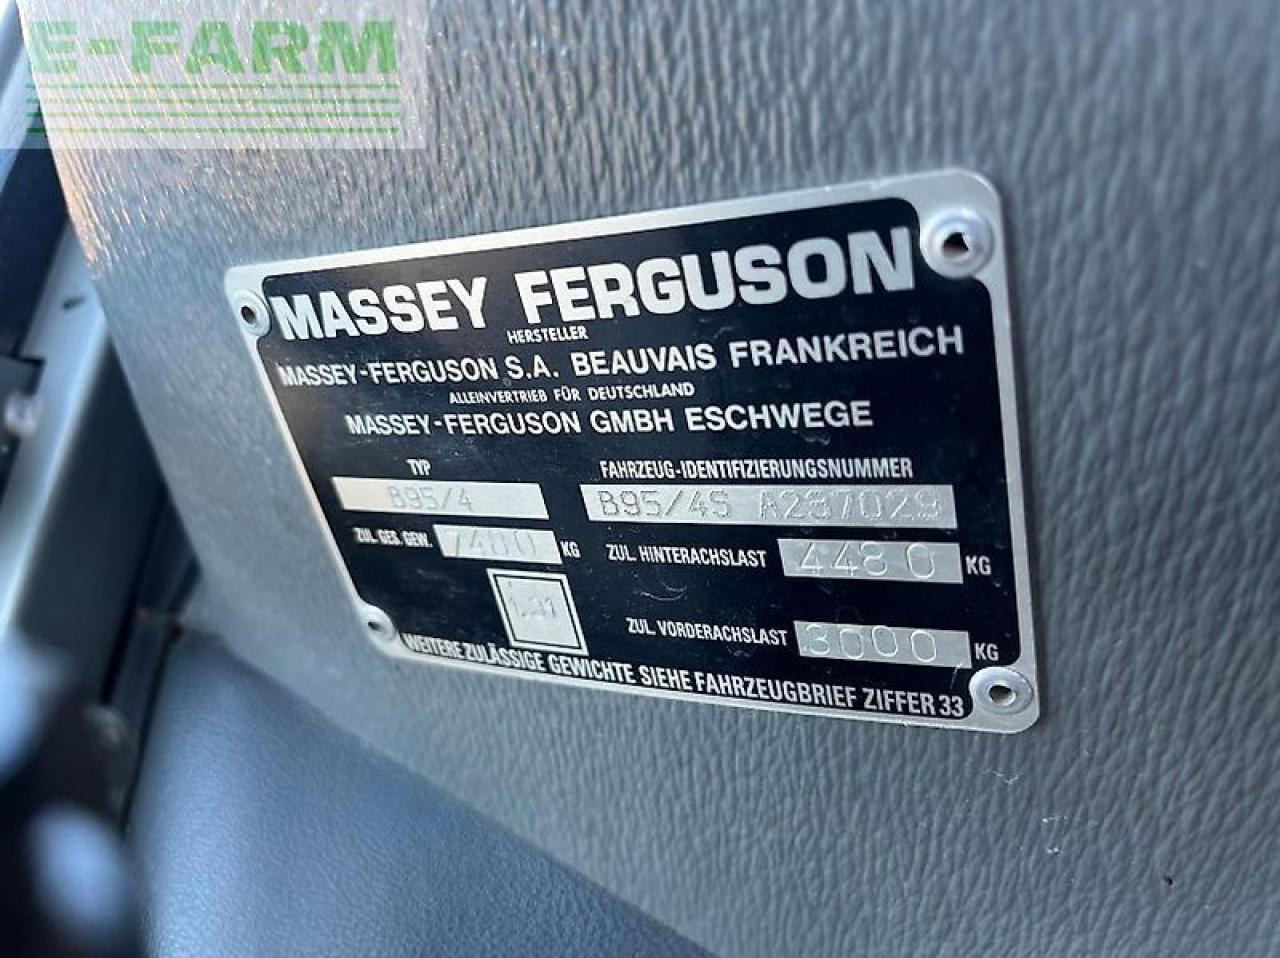 E-FARM
MASSEY FERGUSON
HERSTELLER
MASSEY-FERGUSON S.A. BEAUVAIS FRANKREICH
ALLEINVERTRIEB FÜR DEUTSCHLAND
MASSEY-FERGUSON GMBH ESCHWEGE
TYP FAHRZEUG-IDENTIFIZIERUNGSNUMMER
B95/4 B95/4S A237029
ZUL. GES. GEW. 7480 KG ZUL. HINTERACHSLAST 4480 KG
ZUL. VORDERACHSLAST 3000 KG
WEITERE ZULÄSSIGE GEWICHTE SIEHE FAHRZEUGBRIEF ZIFFER 33